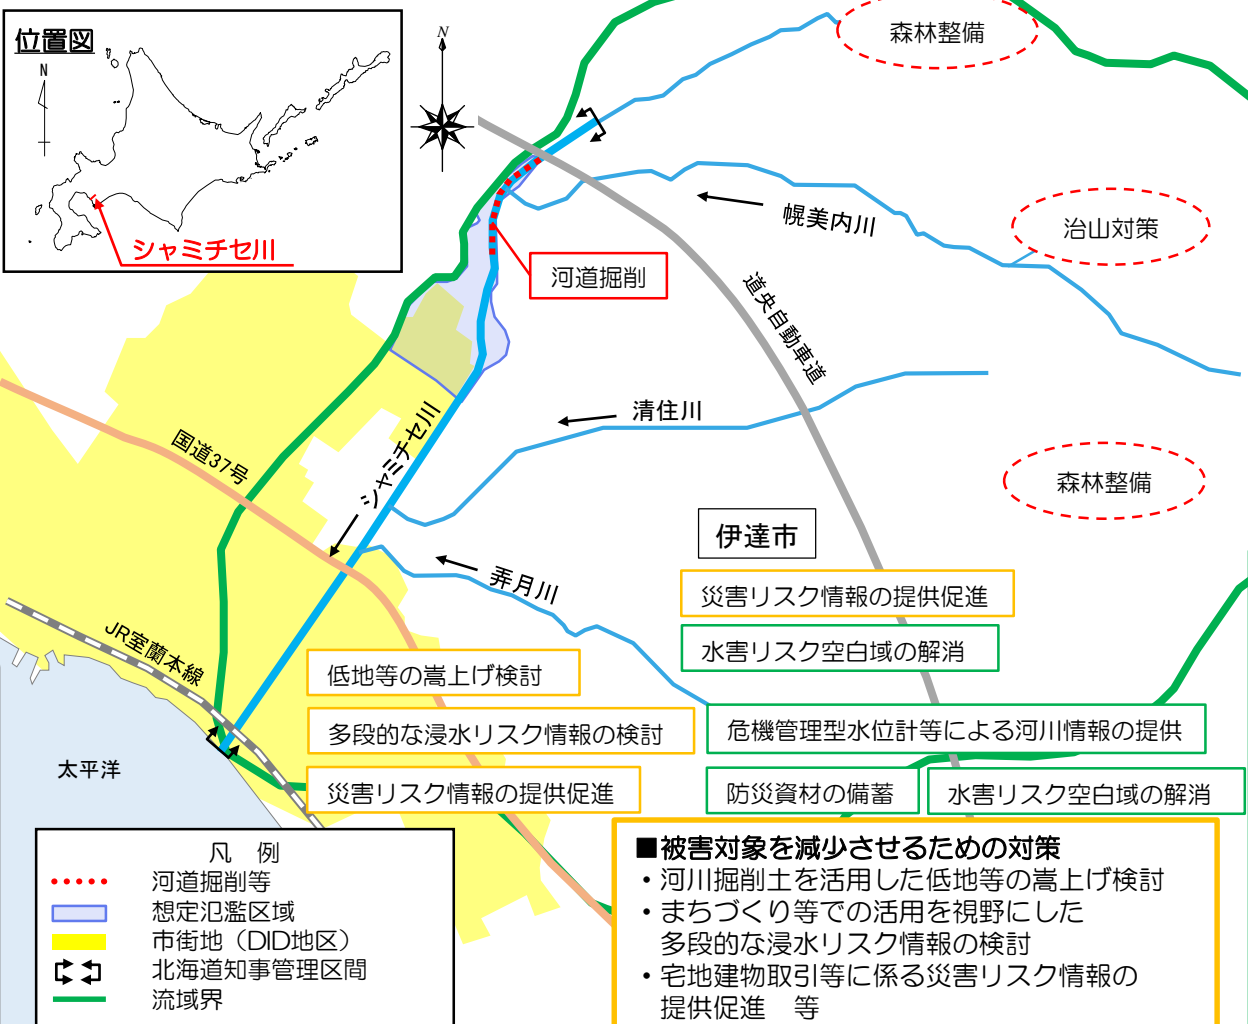 位置図
N
シャミチセ川
N
森林整備
幌美内川
治山対策
河道掘削
道央自動車道
清住川
シャミチセ川
国道37号
森林整備
伊達市
弄月川
災害リスク情報の提供促進
水害リスク空白域の解消
JR室蘭本線
低地等の嵩上げ検討
多段的な浸水リスク情報の検討
危機管理型水位計等による河川情報の提供
太平洋
災害リスク情報の提供促進
防災資材の備蓄
水害リスク空白域の解消
凡 例
河道掘削等
想定氾濫区域
市街地（DID地区）
北海道知事管理区間
流域界
■被害対象を減少させるための対策
・河川掘削土を活用した低地等の嵩上げ検討
・まちづくり等での活用を視野にした
多段的な浸水リスク情報の検討
・宅地建物取引等に係る災害リスク情報の
提供促進 等